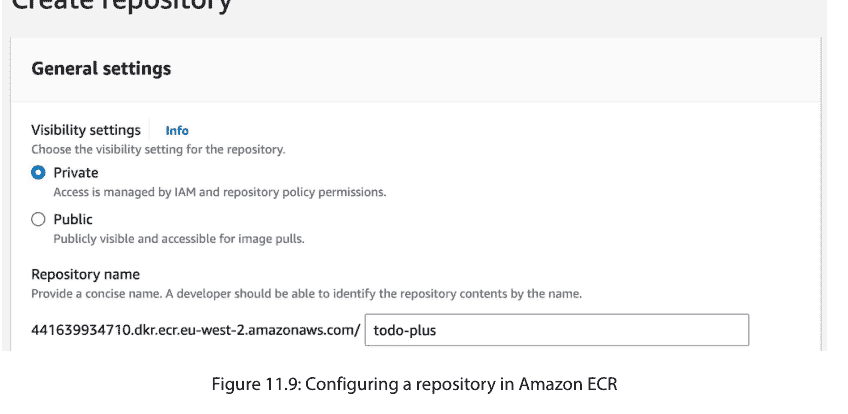 Create repository
General settings
Visibility settings Info
Choose the visibility setting for the repository.
Private
Access is managed by IAM and repository policy permissions.
Public
Publicly visible and accessible for image pulls.
Repository name
Provide a concise name. A developer should be able to identify the repository contents by the name.
441639934710.dkr.ecr.eu-west-2.amazonaws.com/ todo-plus
Figure 11.9: Configuring a repository in Amazon ECR